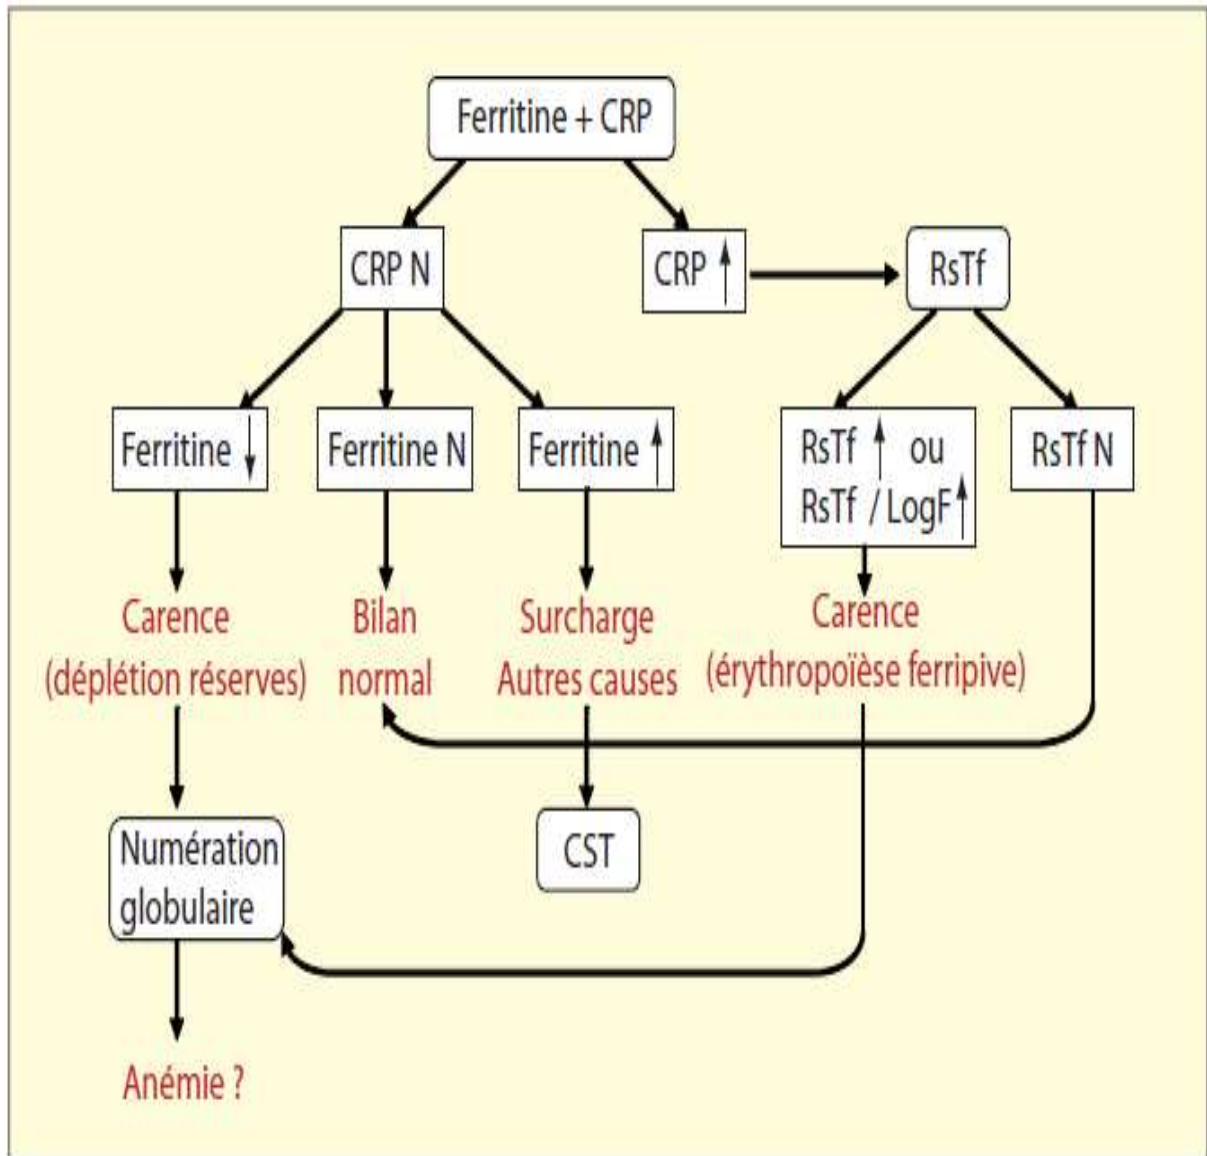 Ferritine + CRP
CRP N
CRP ↑
RsTf
Ferritine ↓
Ferritine N
Ferritine ↑
RsTf ↑ ou
RsTf / LogF ↑
RsTf N
Carence
(déplétion réserves)
Bilan
normal
Surcharge
Autres causes
Carence
(érythropoïèse ferripive)
Numération
globulaire
CST
Anémie ?